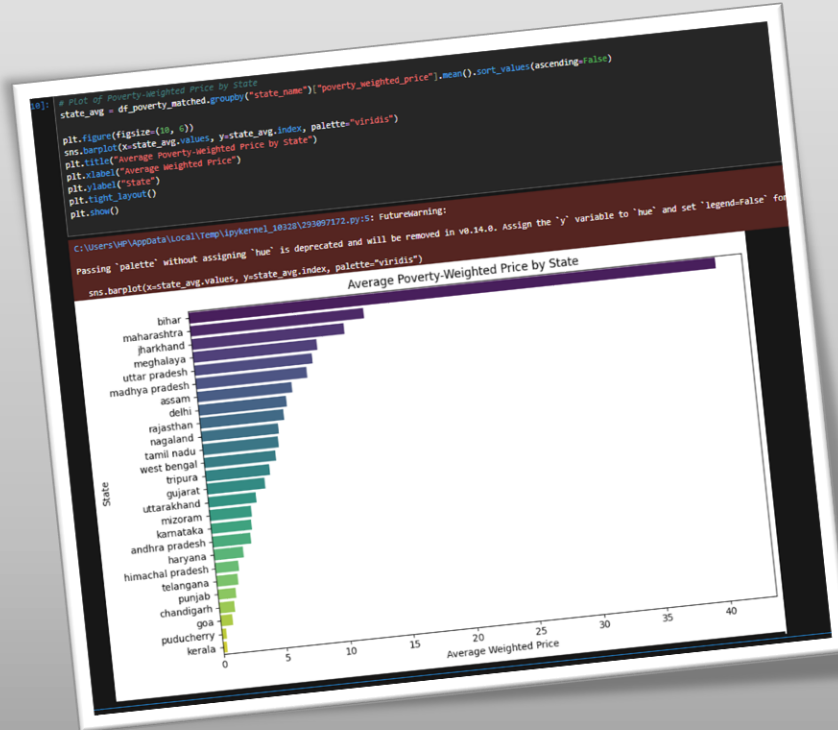 10]:
# Plot of Poverty-Weighted Price by State
state_avg = df_poverty_matched.groupby("state_name")["poverty_weighted_price"].mean().sort_values(ascending=False)
plt.figure(figsize=(10, 6))
sns.barplot(x=state_avg.values, y=state_avg.index, palette="viridis")
plt.title("Average Poverty-Weighted Price by State")
plt.xlabel("Average Weighted Price")
plt.ylabel("State")
plt.tight_layout()
plt.show()
C:\Users\HP\AppData\Local\Temp\ipykernel_10328\293097172.py:5: FutureWarning:
Passing `palette` without assigning `hue` is deprecated and will be removed in v0.14.0. Assign the `y` variable to `hue` and set `legend=False` for
sns.barplot(x=state_avg.values, y=state_avg.index, palette="viridis")
Average Poverty-Weighted Price by State
bihar
maharashtra
jharkhand
meghalaya
uttar pradesh
madhya pradesh
assam
delhi
rajasthan
nagaland
tamil nadu
west bengal
tripura
gujarat
uttarakhand
mizoram
karnataka
andhra pradesh
haryana
himachal pradesh
telangana
punjab
chandigarh
goa
puducherry
kerala
State
0 5 10 15 20 25 30 35 40
Average Weighted Price